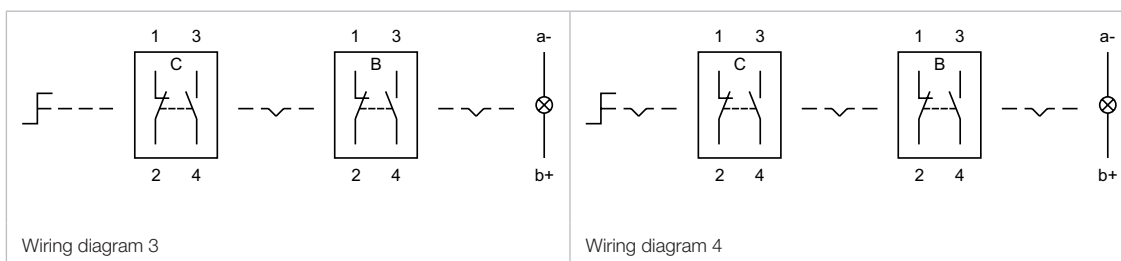 1 3 1 3 a-
C B
2 4 2 4 b+
Wiring diagram 3
1 3 1 3 a-
C B
2 4 2 4 b+
Wiring diagram 4